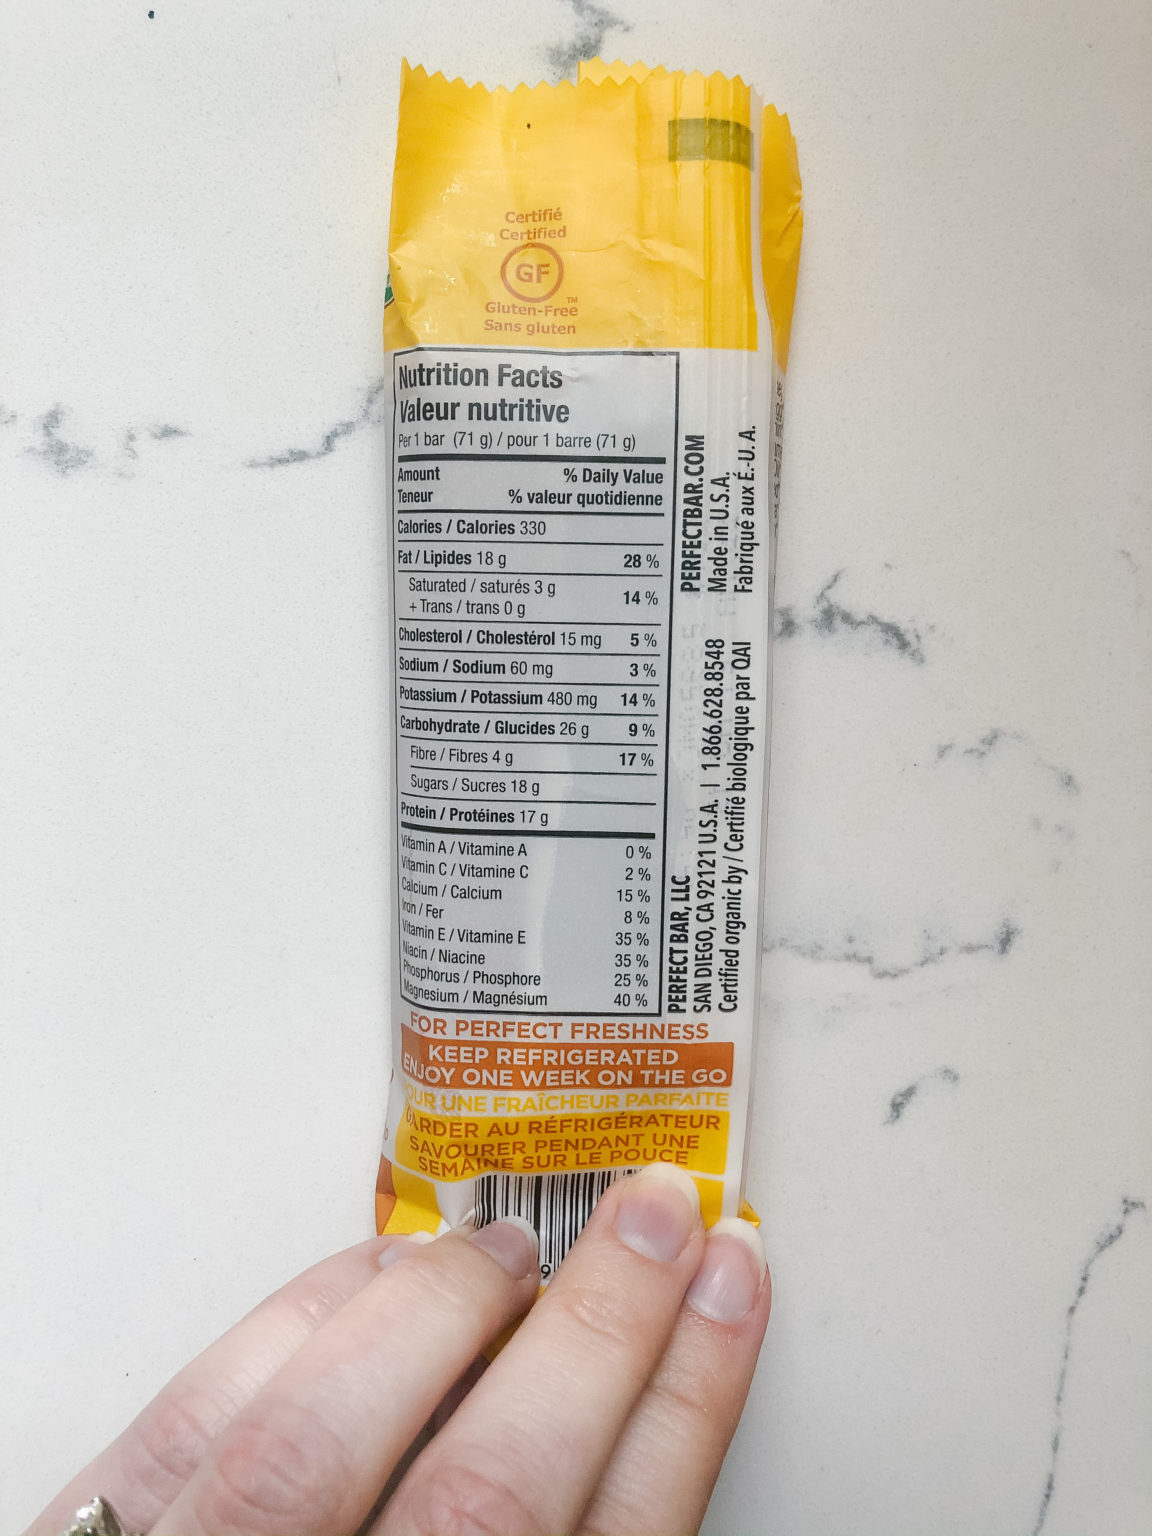 Certifié
Certified
GF
TM
Gluten-Free
Sans gluten
Nutrition Facts
Valeur nutritive
Per 1 bar (71 g) / pour 1 barre (71 g)
Amount % Daily Value
Teneur % valeur quotidienne
Calories / Calories 330
Fat / Lipides 18 g 28 %
Saturated / saturés 3 g
+ Trans / trans 0 g 14 %
Cholesterol / Cholestérol 15 mg 5 %
Sodium / Sodium 60 mg 3 %
Potassium / Potassium 480 mg 14 %
Carbohydrate / Glucides 26 g 9 %
Fibre / Fibres 4 g 17 %
Sugars / Sucres 18 g
Protein / Protéines 17 g
Vitamin A / Vitamine A 0 %
Vitamin C / Vitamine C 2 %
Calcium / Calcium 15 %
Iron / Fer 8 %
Vitamin E / Vitamine E 35 %
Niacin / Niacine 35 %
Phosphorus / Phosphore 25 %
Magnesium / Magnésium 40 %
PERFECT BAR, LLC PERFECTBAR.COM
SAN DIEGO, CA 92121 U.S.A. | 1.866.628.8548 Made in U.S.A.
Certified organic by / Certifié biologique par QAI Fabriqué aux É.-U. A.
FOR PERFECT FRESHNESS
KEEP REFRIGERATED
ENJOY ONE WEEK ON THE GO
POUR UNE FRAÎCHEUR PARFAITE
GARDER AU RÉFRIGÉRATEUR
SAVOURER PENDANT UNE
SEMAINE SUR LE POUCE
9